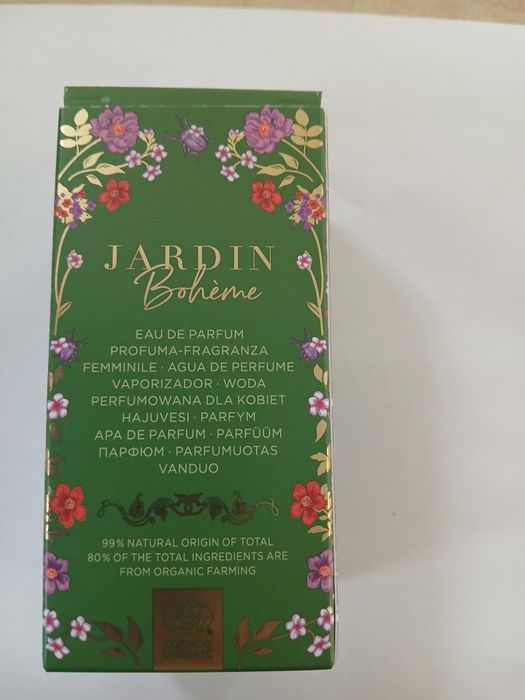 JARDIN
Bohème
EAU DE PARFUM
PROFUMA-FRAGRANZA
FEMMINILE · AGUA DE PERFUME
VAPORIZADOR · WODA
PERFUMOWANA DLA KOBIET
HAJUVESI · PARFYM
APA DE PARFUM · PARFÜÜM
ПАРФЮМ · PARFUMUOTAS
VANDUO
99% NATURAL ORIGIN OF TOTAL
80% OF THE TOTAL INGREDIENTS ARE
FROM ORGANIC FARMING
COSMOS
ORGANIC